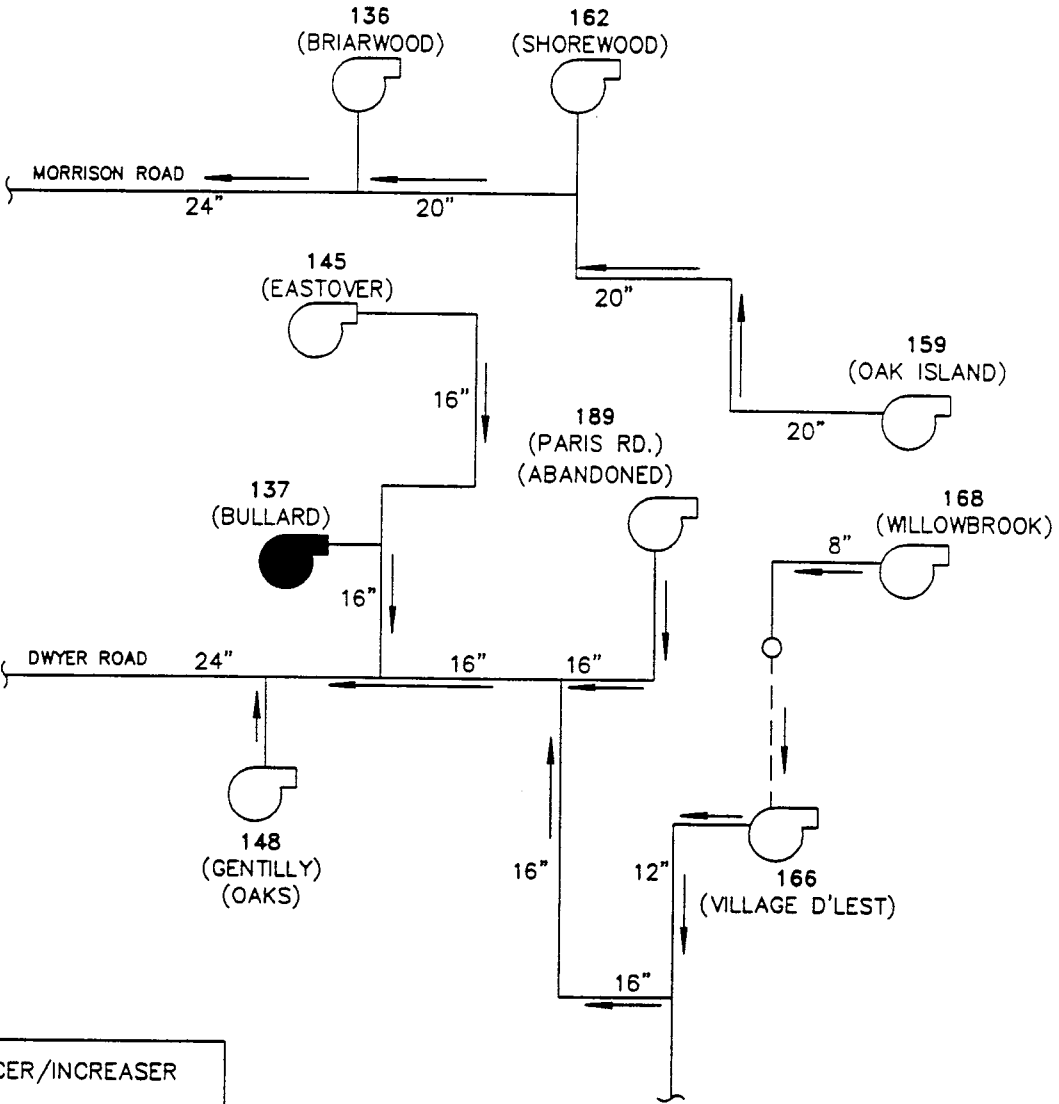 136
(BRIARWOOD)
162
(SHOREWOOD)
MORRISON ROAD
24"
20"
145
(EASTOVER)
20"
159
(OAK ISLAND)
16"
189
(PARIS RD.)
(ABANDONED)
20"
137
(BULLARD)
168
(WILLOWBROOK)
8"
16"
DWYER ROAD
24"
16"
16"
148
(GENTILLY)
(OAKS)
16"
12"
166
(VILLAGE D'LEST)
16"
CER/INCREASER